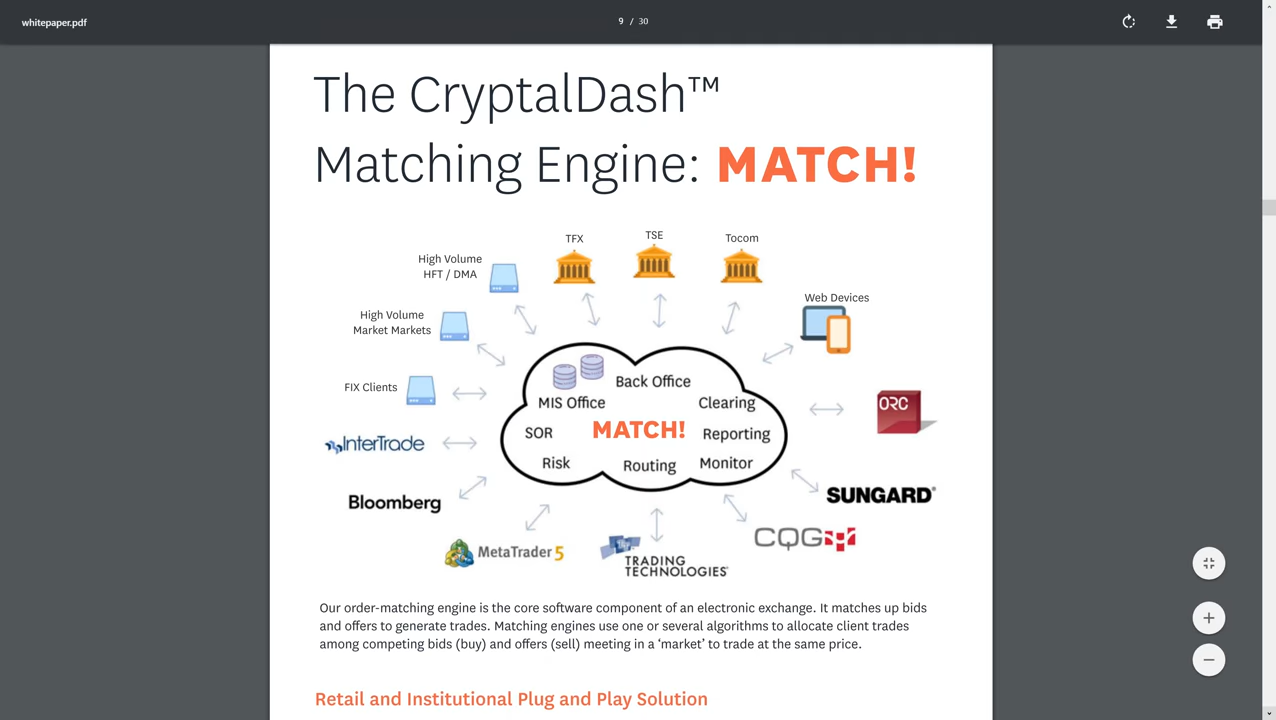 whitepaper.pdf
9 / 30
The CryptalDash™
Matching Engine: MATCH!
TFX
TSE
Tocom
High Volume
HFT / DMA
Web Devices
High Volume
Market Markets
Back Office
MIS Office
Clearing
FIX Clients
ORC
SOR
MATCH!
Reporting
InterTrade
Risk
Routing
Monitor
Bloomberg
SUNGARD®
MetaTrader 5
TRADING
TECHNOLOGIES®
CQG
Our order-matching engine is the core software component of an electronic exchange. It matches up bids
and offers to generate trades. Matching engines use one or several algorithms to allocate client trades
among competing bids (buy) and offers (sell) meeting in a ‘market’ to trade at the same price.
Retail and Institutional Plug and Play Solution